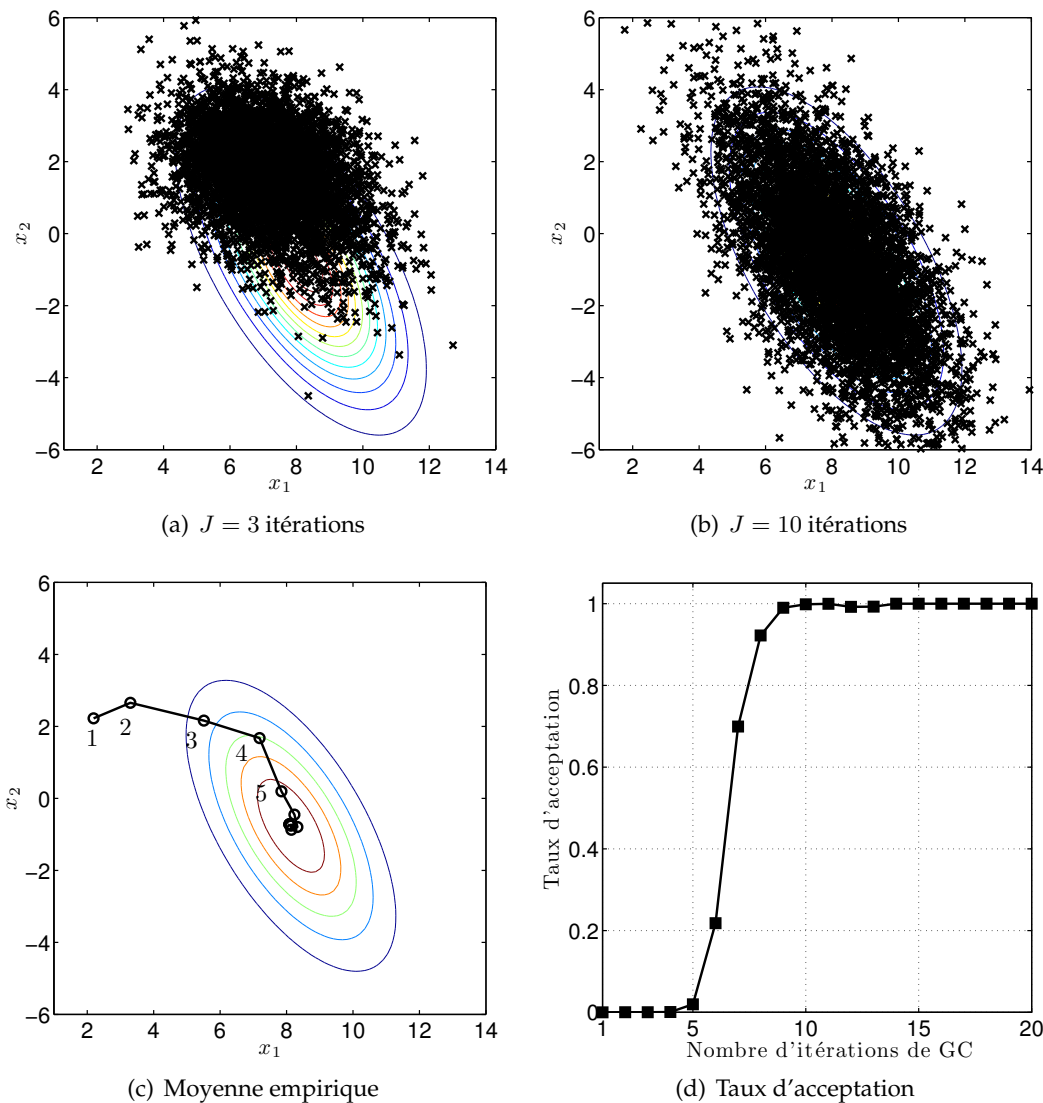 6
4
2
0
−2
−4
−6
x₂
2 4 6 8 10 12 14
x₁
(a) J = 3 itérations
6
4
2
0
−2
−4
−6
x₂
2 4 6 8 10 12 14
x₁
(b) J = 10 itérations
6
4
2
0
−2
−4
−6
x₂
1
2
3
4
5
2 4 6 8 10 12 14
x₁
(c) Moyenne empirique
1
0.8
0.6
0.4
0.2
0
Taux d'acceptation
1 5 10 15 20
Nombre d'itérations de GC
(d) Taux d'acceptation